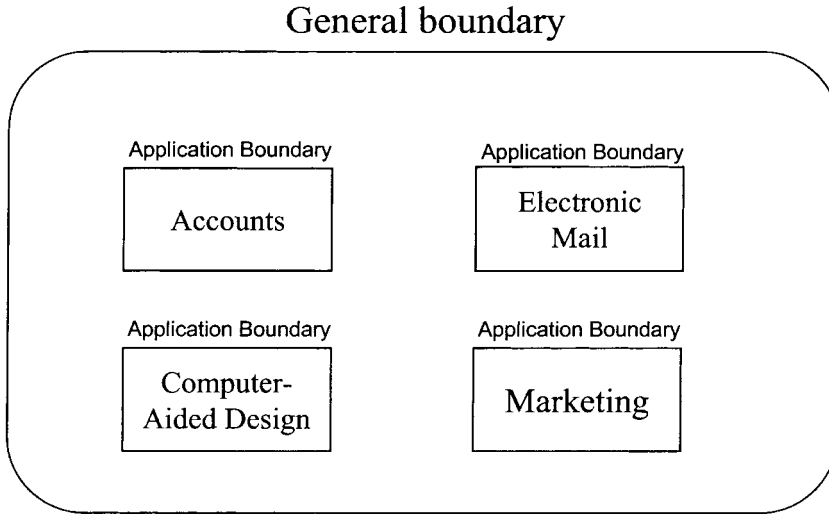 General boundary
Application Boundary
Accounts
Application Boundary
Electronic
Mail
Application Boundary
Computer-
Aided Design
Application Boundary
Marketing